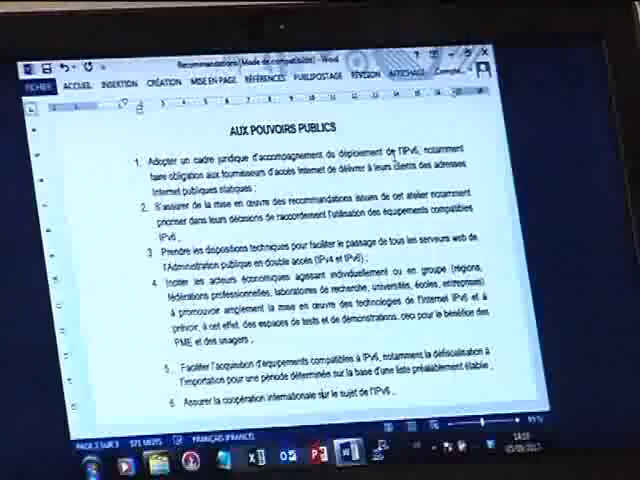 Recommandations [Mode de compatibilité] - Word
FICHIER ACCUEIL INSERTION CRÉATION MISE EN PAGE RÉFÉRENCES PUBLIPOSTAGE RÉVISION AFFICHAGE Comple...
AUX POUVOIRS PUBLICS
1. Adopter un cadre juridique d'accompagnement du déploiement de l'IPv6, notamment
faire obligation aux fournisseurs d'accès Internet de délivrer à leurs clients des adresses
Internet publiques statiques ;
2. S'assurer de la mise en œuvre des recommandations issues de cet atelier notamment
prioriser dans leurs décisions de raccordement l'utilisation des équipements compatibles
IPv6 ;
3. Prendre les dispositions techniques pour faciliter le passage de tous les serveurs web de
l'Administration publique en double accès (IPv4 et IPv6) ;
4. Inciter les acteurs économiques agissant individuellement ou en groupe (régions,
fédérations professionnelles, laboratoires de recherche, universités, écoles, entreprises)
à promouvoir amplement la mise en œuvre des technologies de l'Internet IPv6 et à
prévoir, à cet effet, des espaces de tests et de démonstrations, ceci pour le bénéfice des
PME et des usagers ;
5. Faciliter l'acquisition d'équipements compatibles à IPv6, notamment la défiscalisation à
l'importation pour une période déterminée sur la base d'une liste préalablement établie ;
6. Assurer la coopération internationale sur le sujet de l'IPv6 .
PAGE 3 SUR 3 571 MOTS FRANÇAIS (FRANCE)